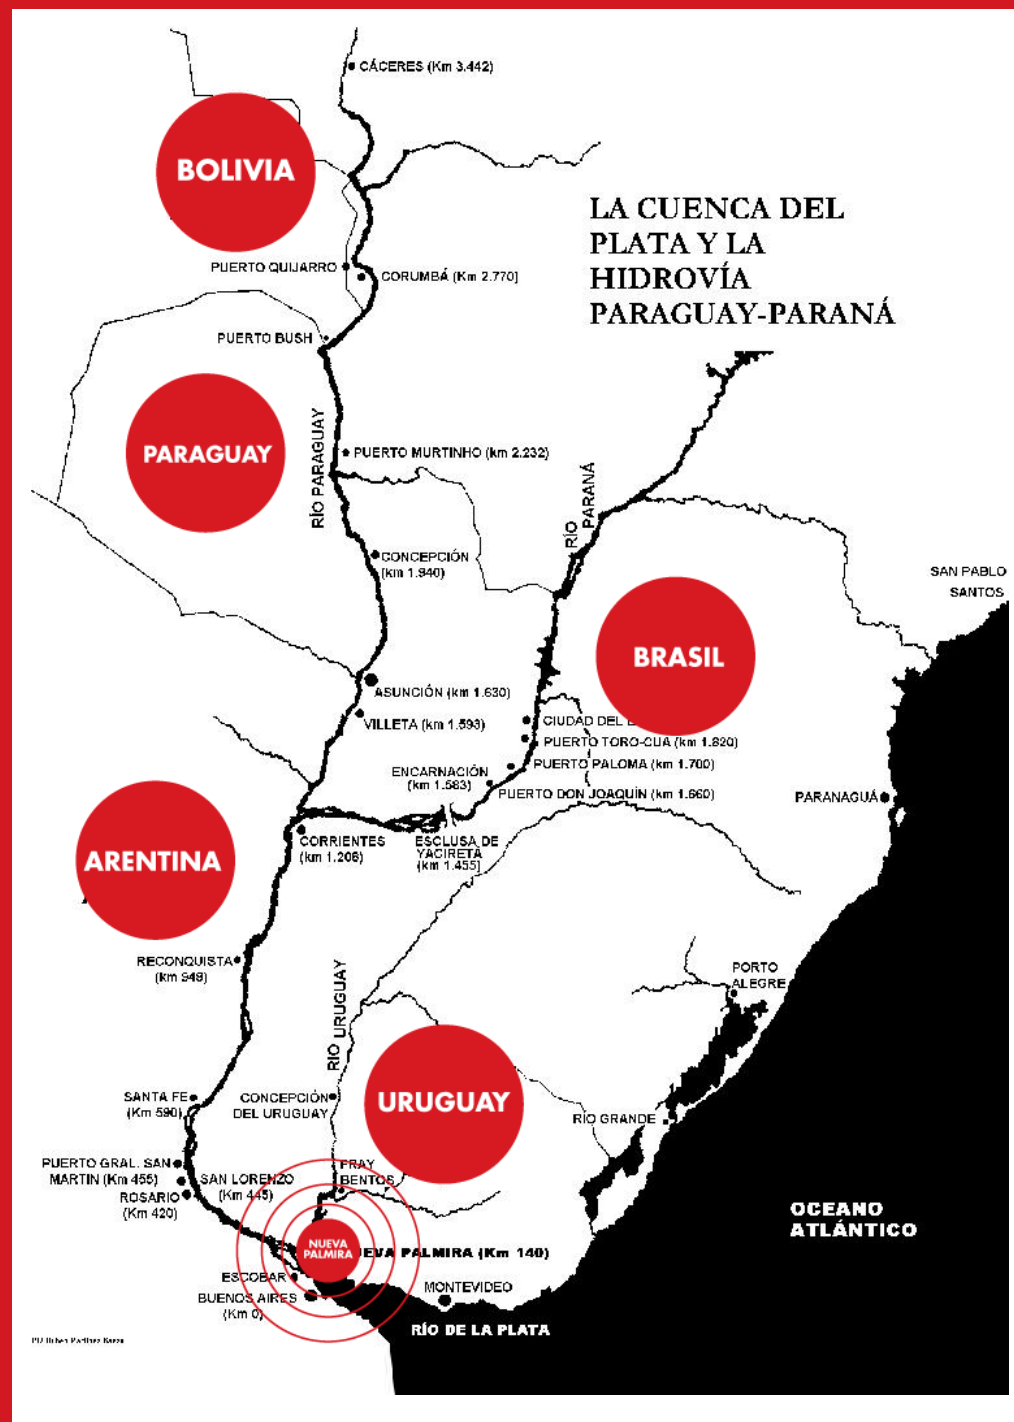 CÁCERES (Km 3.442)
BOLIVIA
LA CUENCA DEL
PLATA Y LA
HIDROVÍA
PARAGUAY-PARANÁ
PUERTO QUIJARRO
CORUMBÁ (Km 2.770)
PUERTO BUSH
PARAGUAY
RÍO PARAGUAY
PUERTO MURTINHO (km 2.232)
RÍO
PARANÁ
CONCEPCIÓN
(km 1.940)
SAN PABLO
SANTOS
BRASIL
ASUNCIÓN (km 1.630)
VILLETA (km 1.593)
CIUDAD DEL
PUERTO TORO-CUA (km 1.820)
PUERTO PALOMA (km 1.700)
ENCARNACIÓN
(km 1.583)
PUERTO DON JOAQUÍN (km 1.660)
PARANAGUÁ
CORRIENTES
(km 1.206)
ESCLUSA DE
YACIRETÁ
(km 1.455)
ARENTINA
RECONQUISTA
(km 949)
PORTO
ALEGRE
RÍO URUGUAY
SANTA FE
(Km 590)
CONCEPCIÓN
DEL URUGUAY
URUGUAY
RÍO GRANDE
PUERTO GRAL. SAN
MARTIN (Km 456)
SAN LORENZO
(Km 445)
ROSARIO
(Km 420)
FRAY
BENTOS
OCEANO
ATLÁNTICO
NUEVA
PALMIRA
EVA PALMIRA (Km 140)
ESCOBAR
BUENOS AIRES
(Km 0)
MONTEVIDEO
RÍO DE LA PLATA